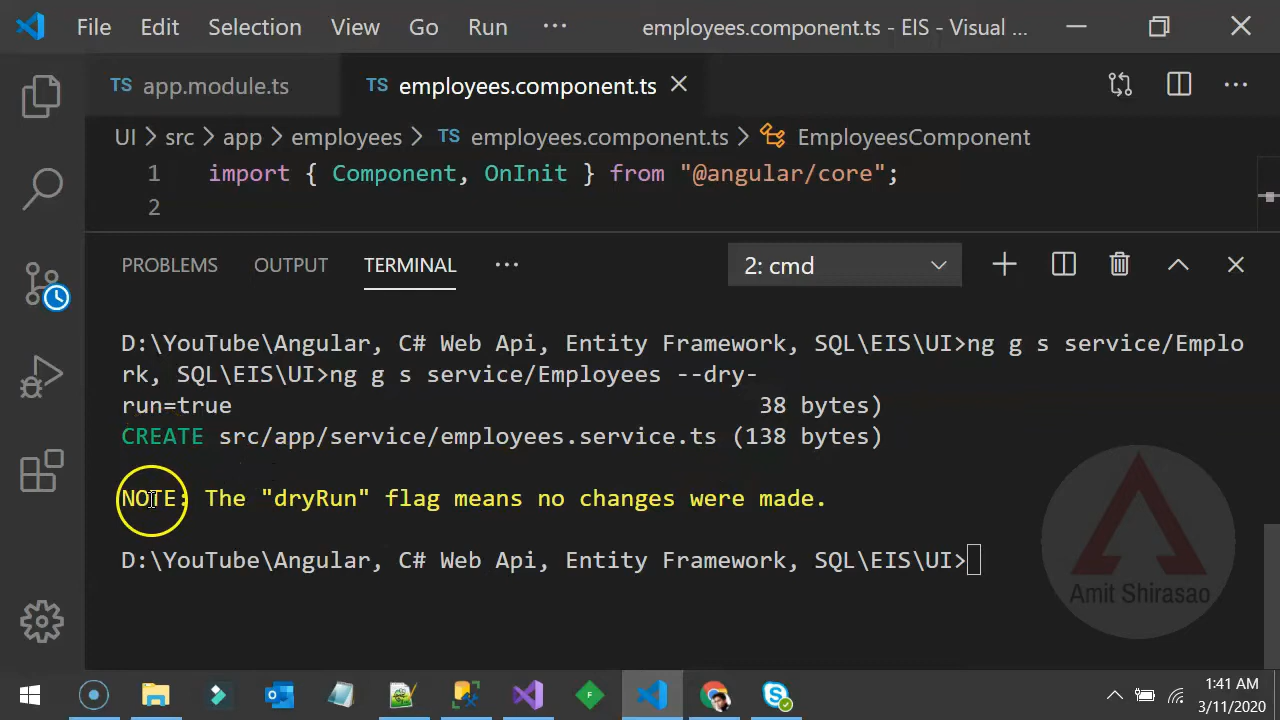 File Edit Selection View Go Run ··· employees.component.ts - EIS - Visual ...
TS app.module.ts TS employees.component.ts
UI > src > app > employees > TS employees.component.ts > EmployeesComponent
1 import { Component, OnInit } from "@angular/core";
2
PROBLEMS OUTPUT TERMINAL ··· 2: cmd
D:\YouTube\Angular, C# Web Api, Entity Framework, SQL\EIS\UI>ng g s service/Emplo
rk, SQL\EIS\UI>ng g s service/Employees --dry-
run=true 38 bytes)
CREATE src/app/service/employees.service.ts (138 bytes)
NOTE: The "dryRun" flag means no changes were made.
D:\YouTube\Angular, C# Web Api, Entity Framework, SQL\EIS\UI>
Amit Shirasao
1:41 AM
3/11/2020